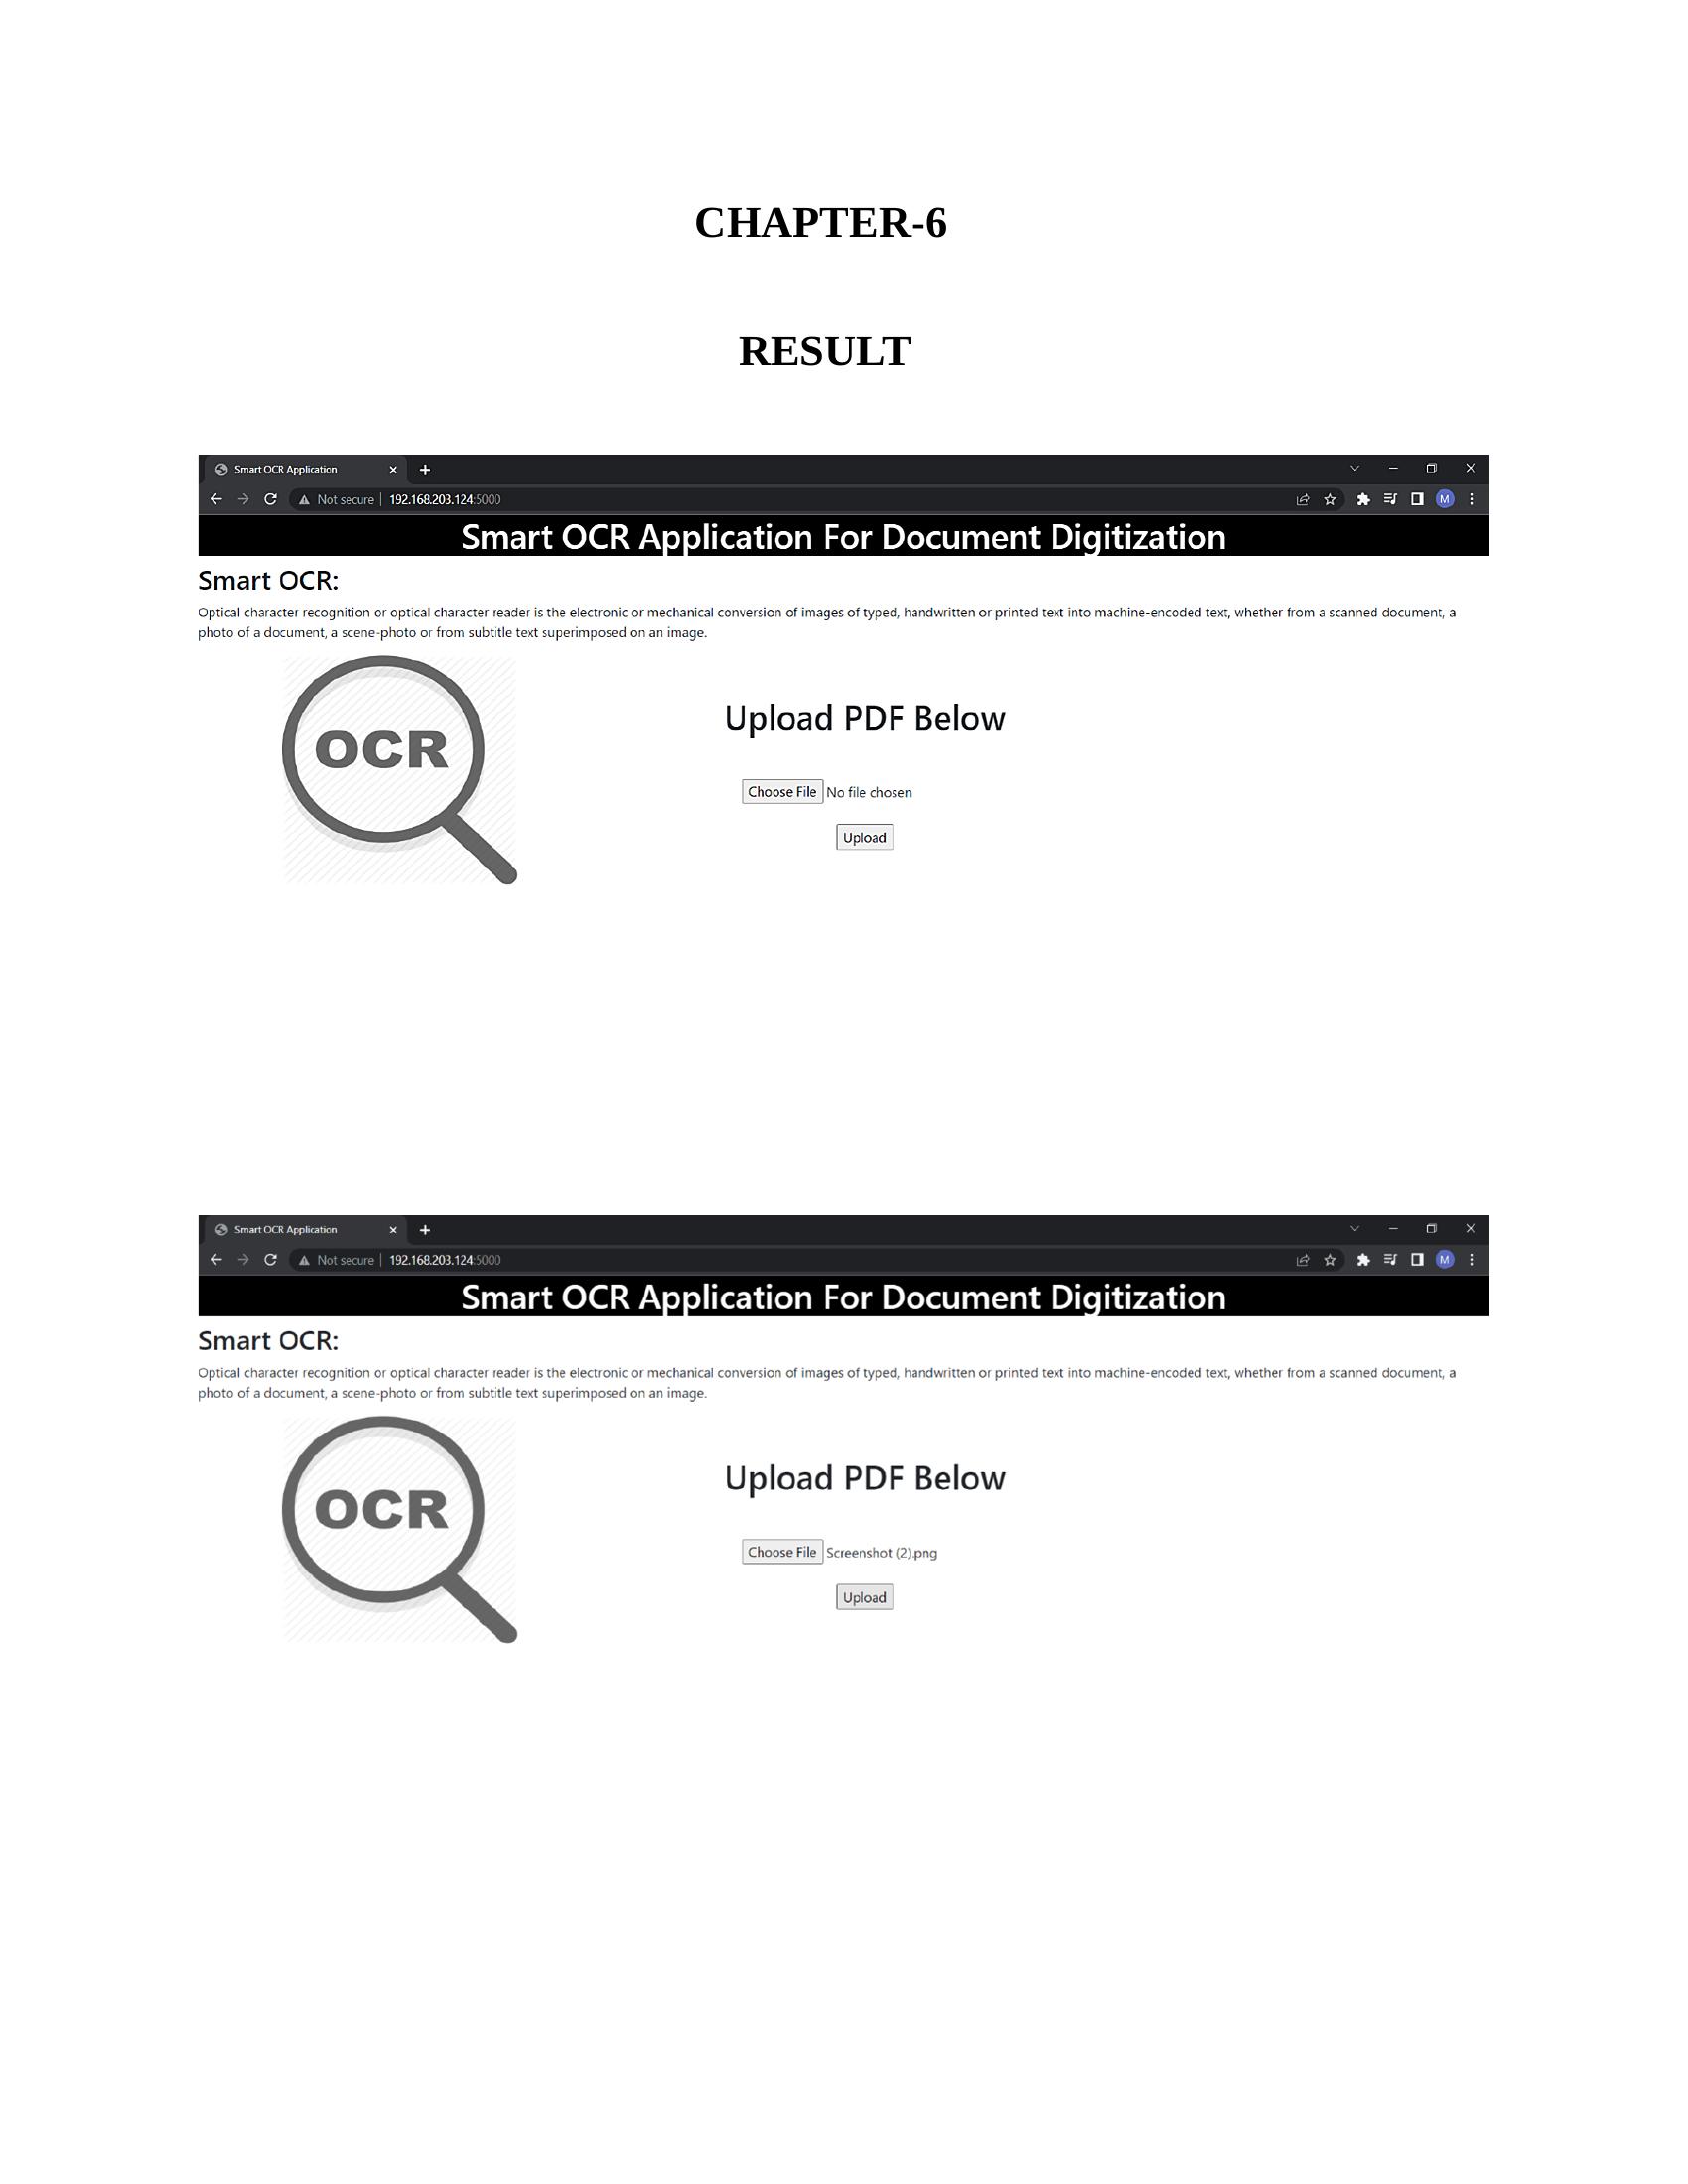 CHAPTER-6
RESULT
Smart OCR Application
Not secure | 192.168.203.124:5000
M
Smart OCR Application For Document Digitization
Smart OCR:
Optical character recognition or optical character reader is the electronic or mechanical conversion of images of typed, handwritten or printed text into machine-encoded text, whether from a scanned document, a
photo of a document, a scene-photo or from subtitle text superimposed on an image.
OCR
Upload PDF Below
Choose File No file chosen
Upload
Smart OCR Application
Not secure | 192.168.203.124:5000
M
Smart OCR Application For Document Digitization
Smart OCR:
Optical character recognition or optical character reader is the electronic or mechanical conversion of images of typed, handwritten or printed text into machine-encoded text, whether from a scanned document, a
photo of a document, a scene-photo or from subtitle text superimposed on an image.
OCR
Upload PDF Below
Choose File Screenshot (2).png
Upload